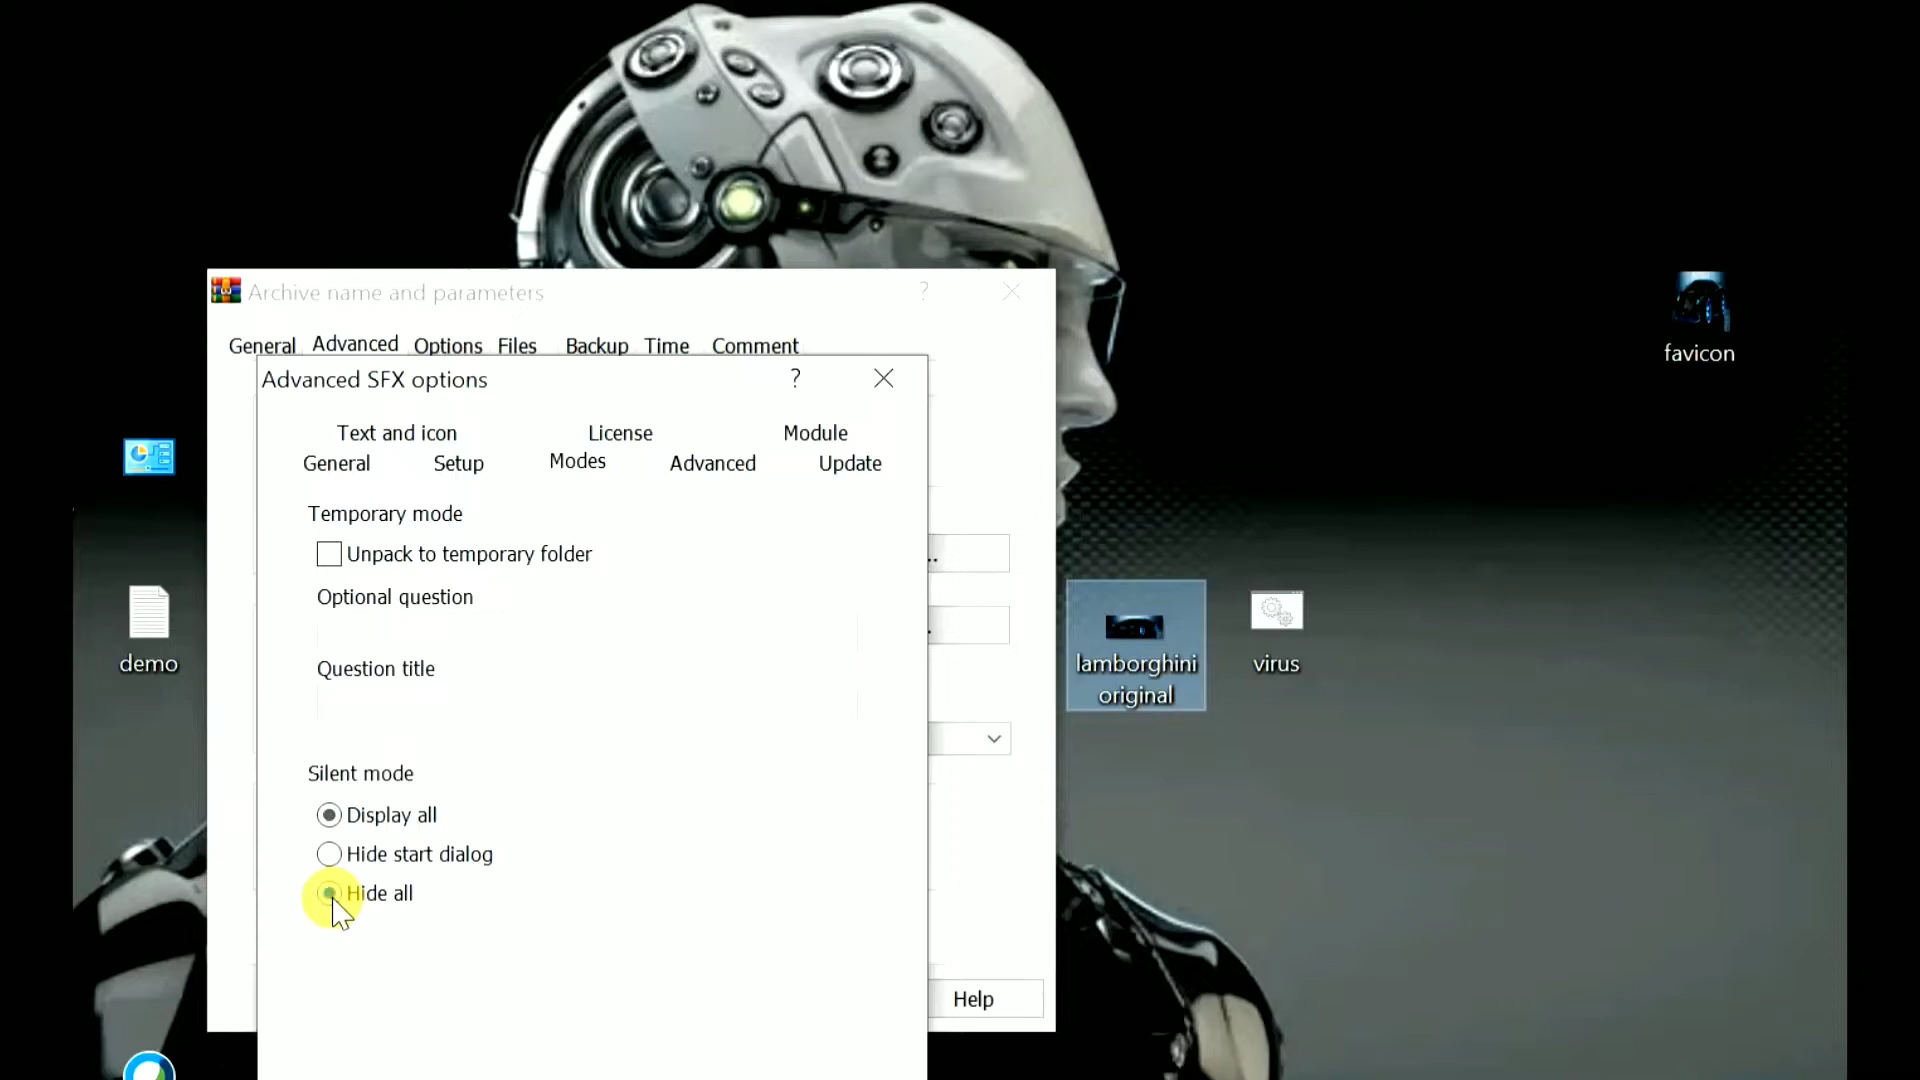 Archive name and parameters
?
General Advanced Options Files Backup Time Comment
Advanced SFX options
?
Text and icon License Module
General Setup Modes Advanced Update
Temporary mode
Unpack to temporary folder
Optional question
Question title
Silent mode
Display all
Hide start dialog
Hide all
..
.
Help
demo
favicon
lamborghini
original
virus